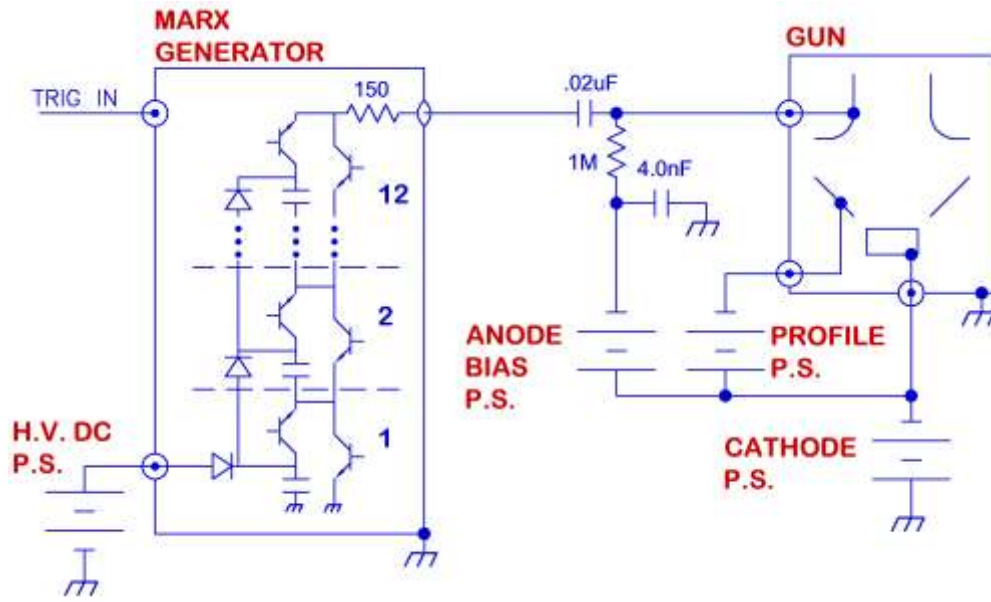 MARX
GENERATOR
GUN
TRIG IN
150
.02uF
1M
4.0nF
12
2
ANODE
BIAS
P.S.
PROFILE
P.S.
H.V. DC
P.S.
1
CATHODE
P.S.